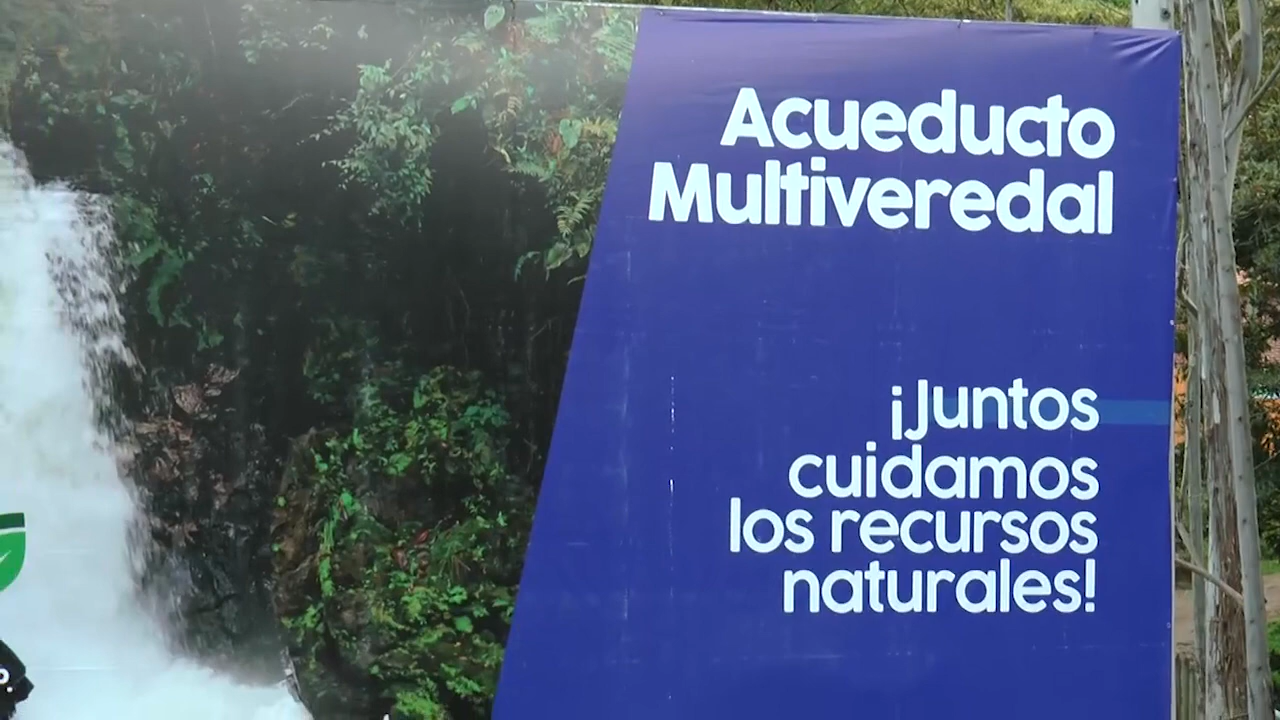 Acueducto
Multiveredal
¡Juntos
cuidamos
los recursos
naturales!